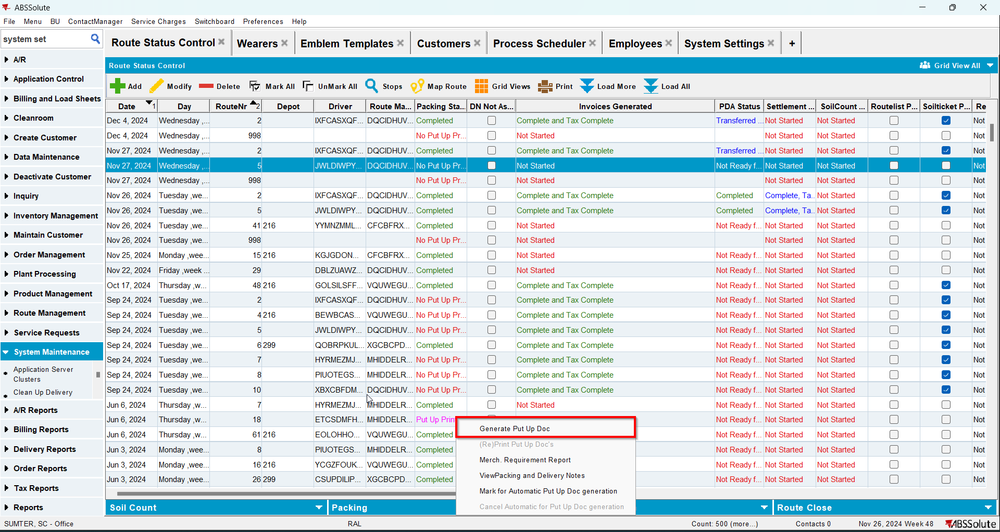 ABSSolute
File Menu BU ContactManager Service Charges Switchboard Preferences Help
system set
Route Status Control Wearers Emblem Templates Customers Process Scheduler Employees System Settings +
Route Status Control Grid View All
Add Modify Delete Mark All UnMark All Stops Map Route Grid Views Print Load More Load All
Date 1 Day RouteNr 2 Depot Driver Route Ma... Packing Sta... DN Not As... Invoices Generated PDA Status Settlement ... SoilCount ... Routelist P... Soilticket P... Re
Dec 4, 2024 Wednesday ,... 2 IXFCASXQF... DQCIDHUV... Completed Complete and Tax Complete Transferred ... Not Started Not Started Not
Dec 4, 2024 Wednesday ,... 998 No Put Up Pr... Not Started Not Started Not Started Not
Nov 27, 2024 Wednesday ,... 2 IXFCASXQF... DQCIDHUV... Completed Complete and Tax Complete Transferred ... Not Started Not Started Not
Nov 27, 2024 Wednesday ,... 5 JWLDIWPY... DQCIDHUV... No Put Up Pr... Not Started Not Ready f... Not Started Not Started Not
Nov 27, 2024 Wednesday ,... 998 No Put Up Pr... Not Started Not Started Not Started Not
Nov 26, 2024 Tuesday ,we... 2 IXFCASXQF... DQCIDHUV... Completed Complete and Tax Complete Completed Complete, Ta... Not Started Not
Nov 26, 2024 Tuesday ,we... 5 JWLDIWPY... DQCIDHUV... Completed Complete and Tax Complete Completed Complete, Ta... Not Started Not
Nov 26, 2024 Tuesday ,we... 41 216 YYMNZMML... CFCBFRX... Completed Not Started Not Ready f... Not Started Not Started Not
Nov 26, 2024 Tuesday ,we... 998 No Put Up Pr... Not Started Not Started Not Started Not
Nov 25, 2024 Monday ,wee... 15 216 KGJGDON... CFCBFRX... Completed Not Started Not Ready f... Not Started Not Started Not
Nov 22, 2024 Friday ,week ... 29 DBLZUAWZ... DQCIDHUV... Completed Not Started Not Ready f... Not Started Not Started Not
Oct 17, 2024 Thursday ,w... 48 216 GOLSILSFF... VQUWEGU... Completed Complete and Tax Complete Not Ready f... Not Started Not Started Not
Sep 24, 2024 Tuesday ,we... 2 IXFCASXQF... DQCIDHUV... No Put Up Pr... Complete and Tax Complete Not Ready f... Not Started Not Started Not
Sep 24, 2024 Tuesday ,we... 4 216 BEWBCAS... VQUWEGU... No Put Up Pr... Complete and Tax Complete Not Ready f... Not Started Not Started Not
Sep 24, 2024 Tuesday ,we... 5 JWLDIWPY... DQCIDHUV... No Put Up Pr... Complete and Tax Complete Not Ready f... Not Started Not Started Not
Sep 24, 2024 Tuesday ,we... 6 299 QOBRPKUL... XGCBCPD... Completed Complete and Tax Complete Not Ready f... Not Started Not Started Not
Sep 24, 2024 Tuesday ,we... 7 HYRMEZMJ... MHIDDELR... No Put Up Pr... Complete and Tax Complete Not Ready f... Not Started Not Started Not
Sep 24, 2024 Tuesday ,we... 8 PIUOTEGS... MHIDDELR... No Put Up Pr... Complete and Tax Complete Not Ready f... Not Started Not Started Not
Sep 24, 2024 Tuesday ,we... 10 XBXCBFDM... DQCIDHUV... No Put Up Pr... Complete and Tax Complete Not Ready f... Not Started Not Started Not
Jun 6, 2024 Thursday ,w... 7 HYRMEZMJ... MHIDDELR... Completed Not Started Not Ready f... Not Started Not Started Not
Jun 6, 2024 Thursday ,w... 18 ETCSDMFH... MHIDDELR... Put Up Prin Not Ready f... Not Started Not Started Not
Jun 6, 2024 Thursday ,w... 61 216 EOLOHHO... VQUWEGU... Completed Not Ready f... Not Started Not Started Not
Jun 3, 2024 Monday ,wee... 8 PIUOTEGS... MHIDDELR... Completed Not Ready f... Not Started Not Started Not
Jun 3, 2024 Monday ,wee... 16 216 YCGZFOUK... VQUWEGU... Completed Not Ready f... Not Started Not Started Not
Jun 3, 2024 Monday ,wee... 26 299 CSUPDILIP... XGCBCPD... Completed Not Ready f... Not Started Not Started Not
A/R
Application Control
Billing and Load Sheets
Cleanroom
Create Customer
Data Maintenance
Deactivate Customer
Inquiry
Inventory Management
Maintain Customer
Order Management
Plant Processing
Product Management
Route Management
Service Requests
System Maintenance
Application Server
Clusters
Clean Up Delivery
A/R Reports
Billing Reports
Delivery Reports
Order Reports
Tax Reports
Reports
Generate Put Up Doc
(Re)Print Put Up Doc's
Merch. Requirement Report
ViewPacking and Delivery Notes
Mark for Automatic Put Up Doc generation
Cancel Automatic for Put Up Doc generation
Soil Count Packing Route Close
SUMTER, SC - Office RAL Count: 500 (more...) Contacts 0 Nov 26, 2024 Week 48 ABSSolute